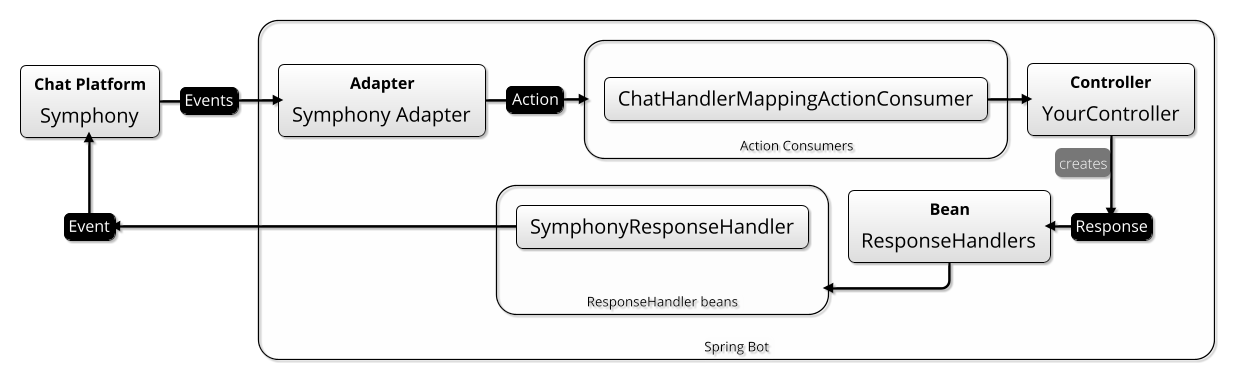 Chat Platform
Symphony
Events
Adapter
Symphony Adapter
Action
ChatHandlerMappingActionConsumer
Action Consumers
Controller
YourController
creates
Response
Bean
ResponseHandlers
SymphonyResponseHandler
ResponseHandler beans
Event
Spring Bot